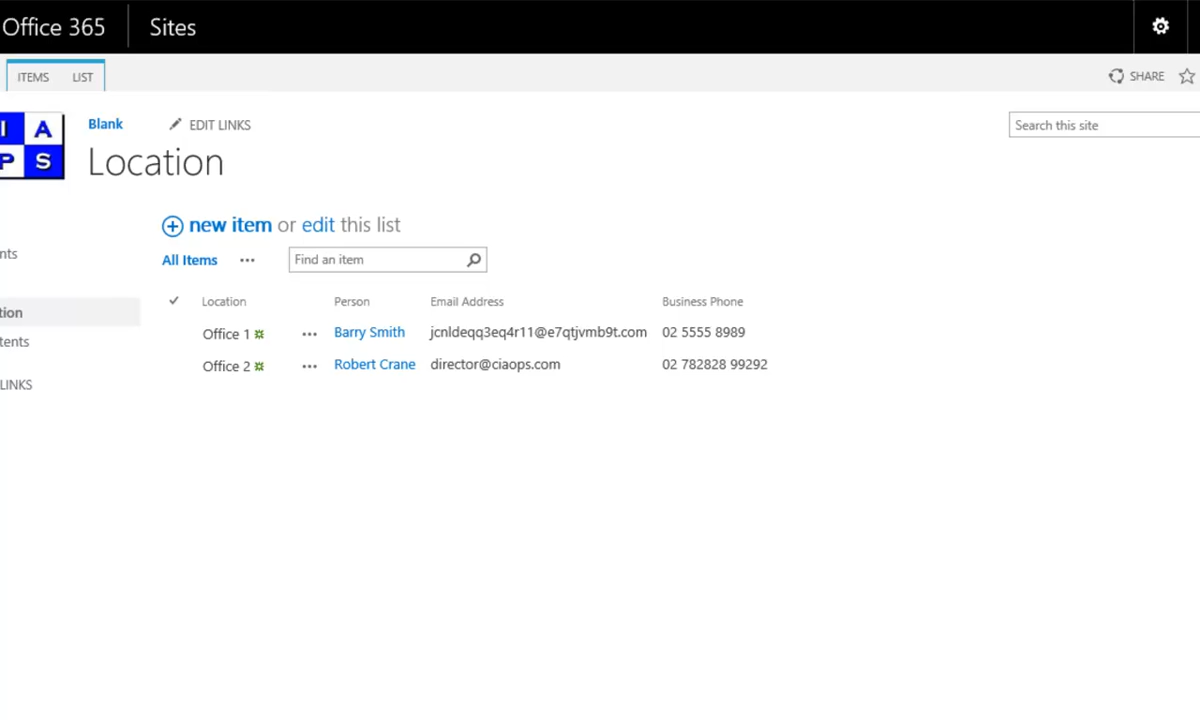 Office 365 Sites
ITEMS LIST SHARE
I A
P S
Blank EDIT LINKS Search this site
Location
new item or edit this list
nts
All Items ... Find an item
Location Person Email Address Business Phone
tion
Office 1 ... Barry Smith jcnldeqq3eq4r11@e7qtjvmb9t.com 02 5555 8989
tents
Office 2 ... Robert Crane director@ciaops.com 02 782828 99292
LINKS